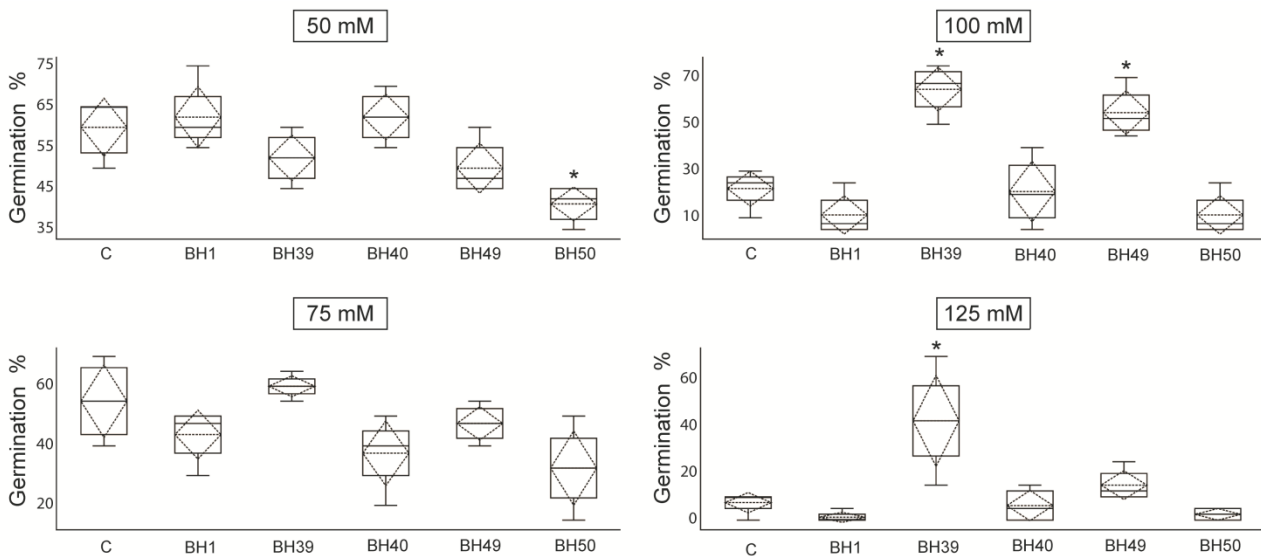 50 mM
Germination %
75
65
55
45
35
*
C BH1 BH39 BH40 BH49 BH50
100 mM
Germination %
70
50
30
10
* *
C BH1 BH39 BH40 BH49 BH50
75 mM
Germination %
60
40
20
C BH1 BH39 BH40 BH49 BH50
125 mM
Germination %
60
40
20
0
*
C BH1 BH39 BH40 BH49 BH50